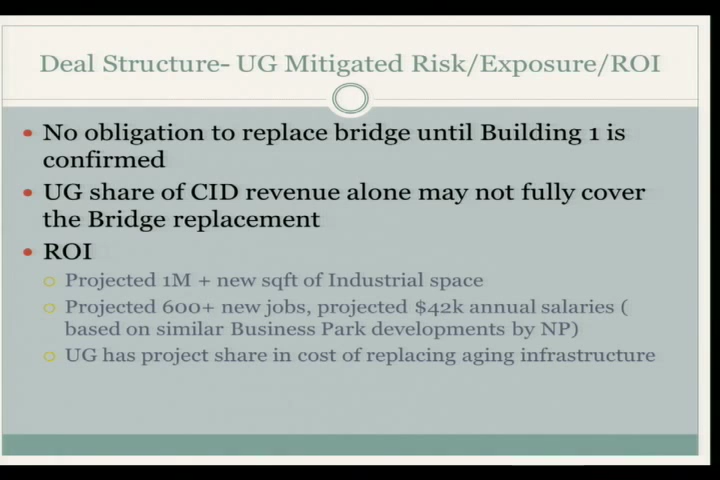 Deal Structure- UG Mitigated Risk/Exposure/ROI
No obligation to replace bridge until Building 1 is
confirmed
UG share of CID revenue alone may not fully cover
the Bridge replacement
ROI
Projected 1M + new sqft of Industrial space
Projected 600+ new jobs, projected $42k annual salaries (
based on similar Business Park developments by NP)
UG has project share in cost of replacing aging infrastructure